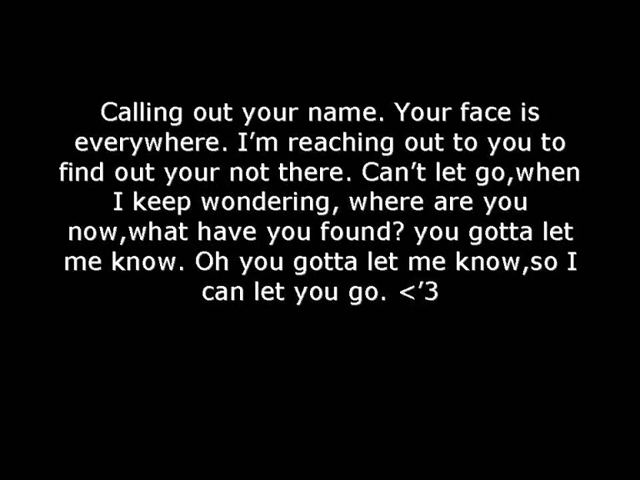 Calling out your name. Your face is
everywhere. I’m reaching out to you to
find out your not there. Can’t let go,when
I keep wondering, where are you
now,what have you found? you gotta let
me know. Oh you gotta let me know,so I
can let you go. <’3